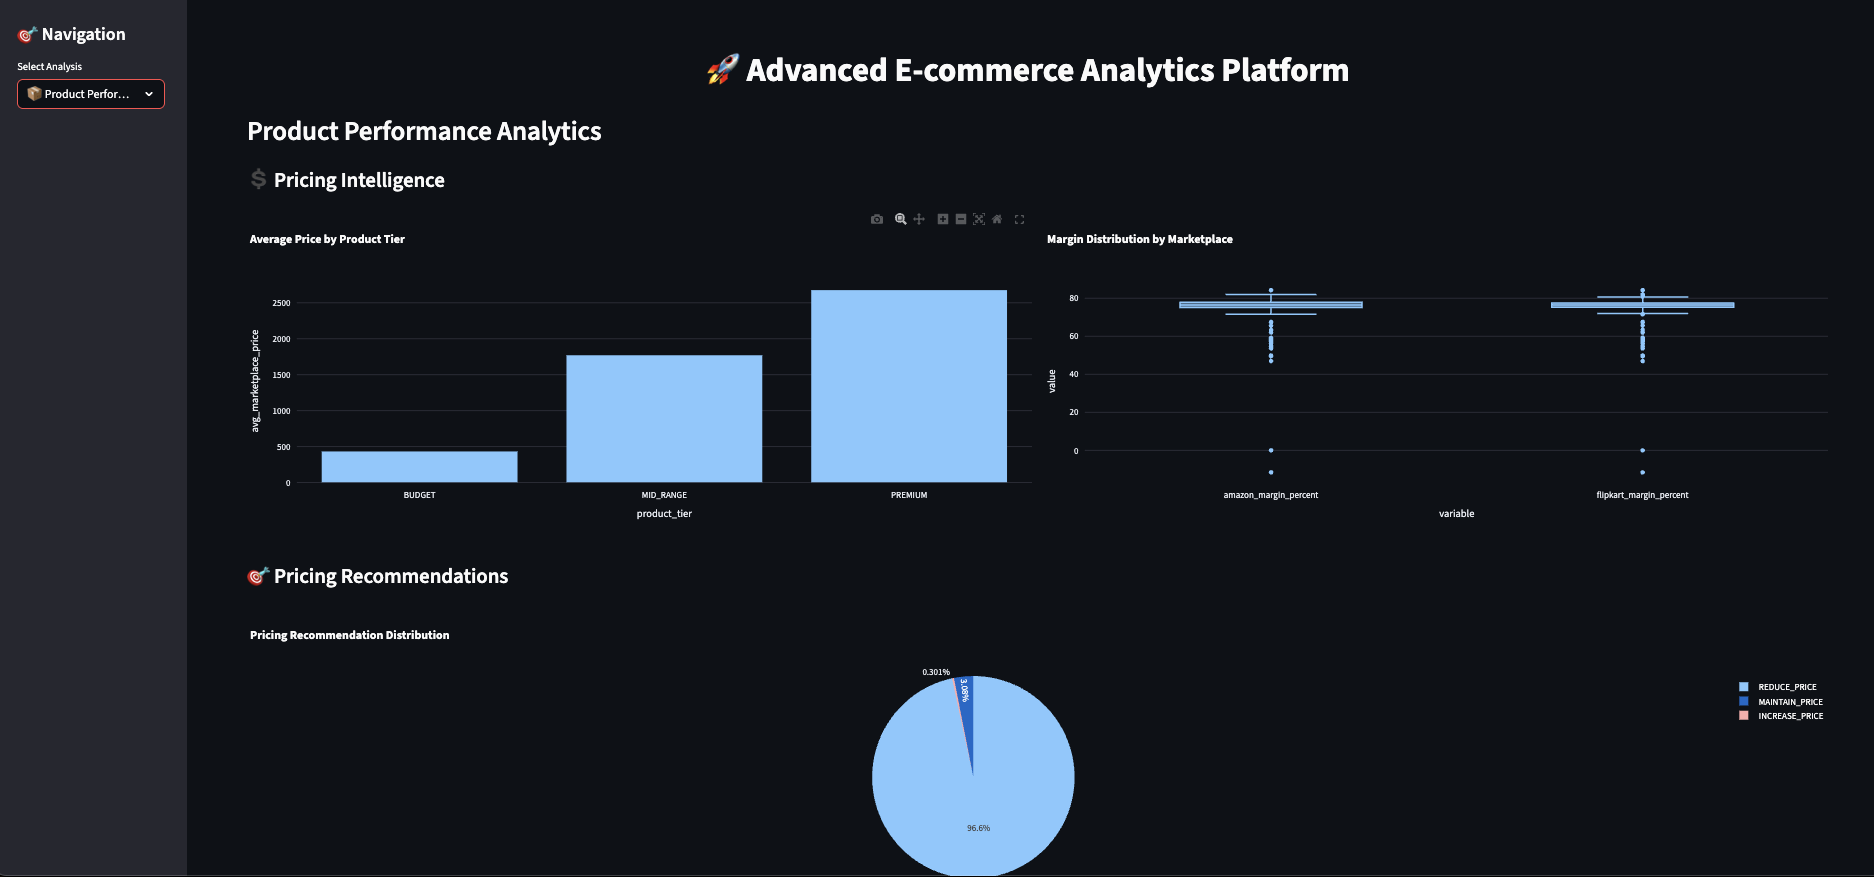 🎯 Navigation
Select Analysis
📦 Product Perfor...
🚀 Advanced E-commerce Analytics Platform
Product Performance Analytics
💲 Pricing Intelligence
Average Price by Product Tier
avg_marketplace_price
2500
2000
1500
1000
500
0
BUDGET MID_RANGE PREMIUM
product_tier
Margin Distribution by Marketplace
value
80
60
40
20
0
amazon_margin_percent flipkart_margin_percent
variable
🎯 Pricing Recommendations
Pricing Recommendation Distribution
0.301%
3.08%
96.6%
REDUCE_PRICE
MAINTAIN_PRICE
INCREASE_PRICE